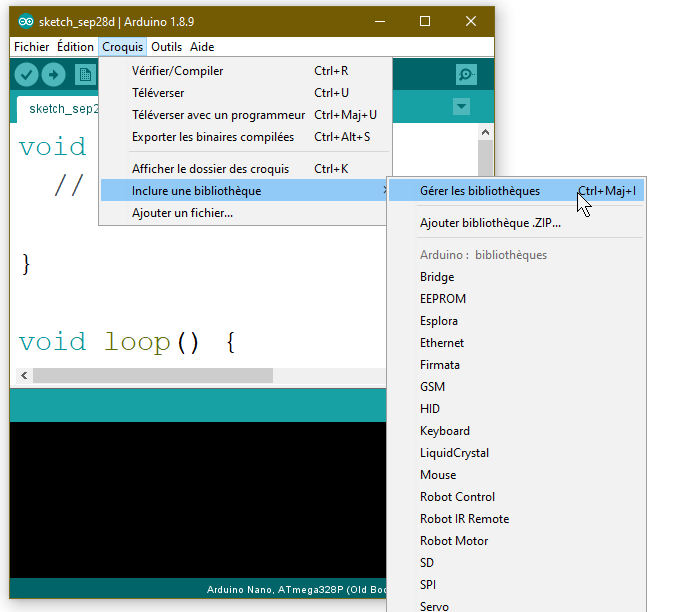 sketch_sep28d | Arduino 1.8.9
Fichier Édition Croquis Outils Aide
Vérifier/Compiler Ctrl+R
Téléverser Ctrl+U
Téléverser avec un programmeur Ctrl+Maj+U
Exporter les binaires compilées Ctrl+Alt+S
Afficher le dossier des croquis Ctrl+K
Inclure une bibliothèque
Ajouter un fichier...
sketch_sep2
void
//
}
void loop() {
Gérer les bibliothèques Ctrl+Maj+I
Ajouter bibliothèque .ZIP...
Arduino : bibliothèques
Bridge
EEPROM
Esplora
Ethernet
Firmata
GSM
HID
Keyboard
LiquidCrystal
Mouse
Robot Control
Robot IR Remote
Robot Motor
SD
SPI
Servo
Arduino Nano, ATmega328P (Old Boo